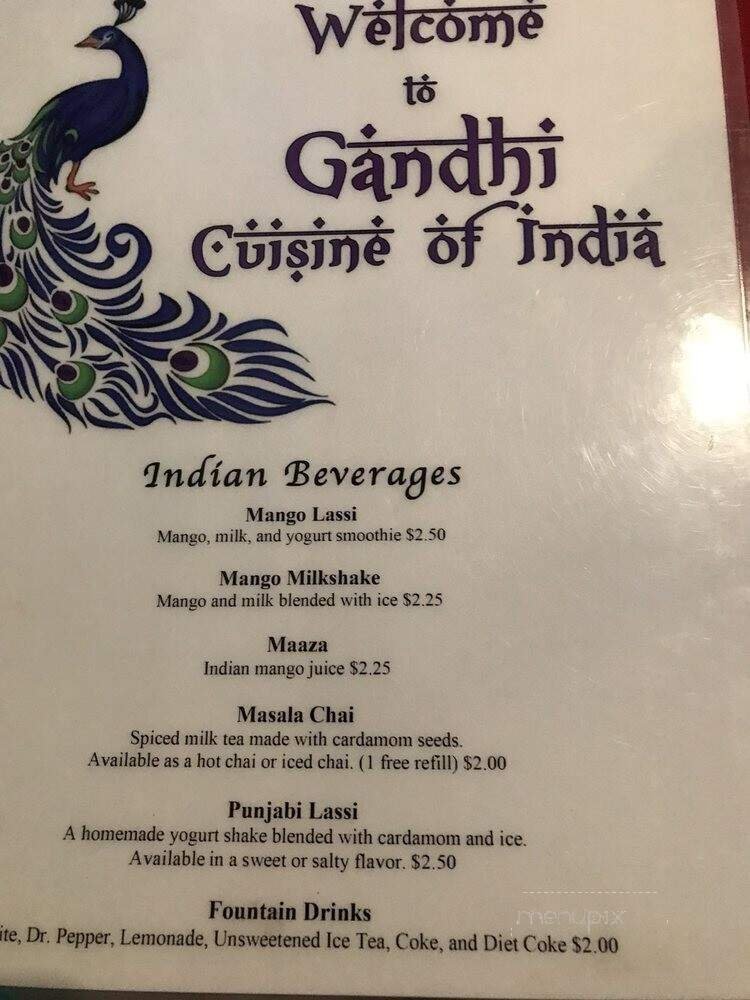 Welcome
to
Gandhi
Cuisine of India
Indian Beverages
Mango Lassi
Mango, milk, and yogurt smoothie $2.50
Mango Milkshake
Mango and milk blended with ice $2.25
Maaza
Indian mango juice $2.25
Masala Chai
Spiced milk tea made with cardamom seeds.
Available as a hot chai or iced chai. (1 free refill) $2.00
Punjabi Lassi
A homemade yogurt shake blended with cardamom and ice.
Available in a sweet or salty flavor. $2.50
Fountain Drinks
ite, Dr. Pepper, Lemonade, Unsweetened Ice Tea, Coke, and Diet Coke $2.00
menupix